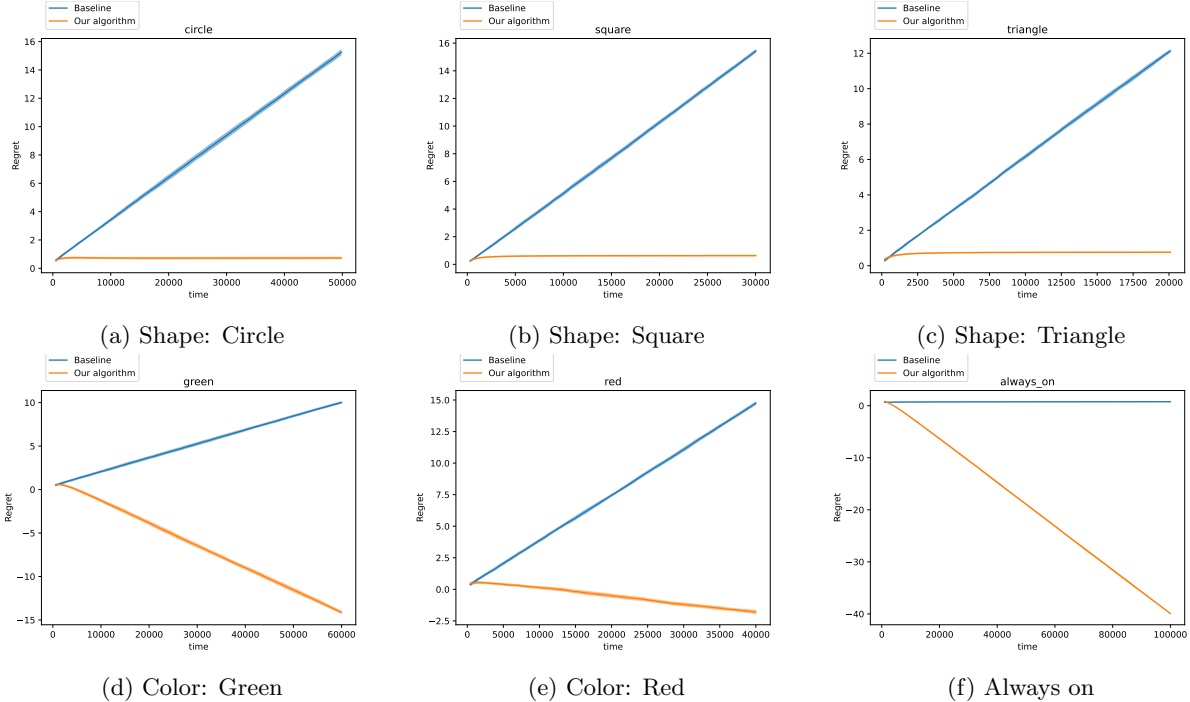 Baseline
Our algorithm
circle
16
14
12
10
8
6
4
2
0
Regret
0 10000 20000 30000 40000 50000
time
(a) Shape: Circle
Baseline
Our algorithm
square
16
14
12
10
8
6
4
2
0
Regret
0 5000 10000 15000 20000 25000 30000
time
(b) Shape: Square
Baseline
Our algorithm
triangle
12
10
8
6
4
2
0
Regret
0 2500 5000 7500 10000 12500 15000 17500 20000
time
(c) Shape: Triangle
Baseline
Our algorithm
green
10
5
0
−5
−10
−15
Regret
0 10000 20000 30000 40000 50000 60000
time
(d) Color: Green
Baseline
Our algorithm
red
15.0
12.5
10.0
7.5
5.0
2.5
0.0
−2.5
Regret
0 5000 10000 15000 20000 25000 30000 35000 40000
time
(e) Color: Red
Baseline
Our algorithm
always_on
0
−10
−20
−30
−40
Regret
0 20000 40000 60000 80000 100000
time
(f) Always on